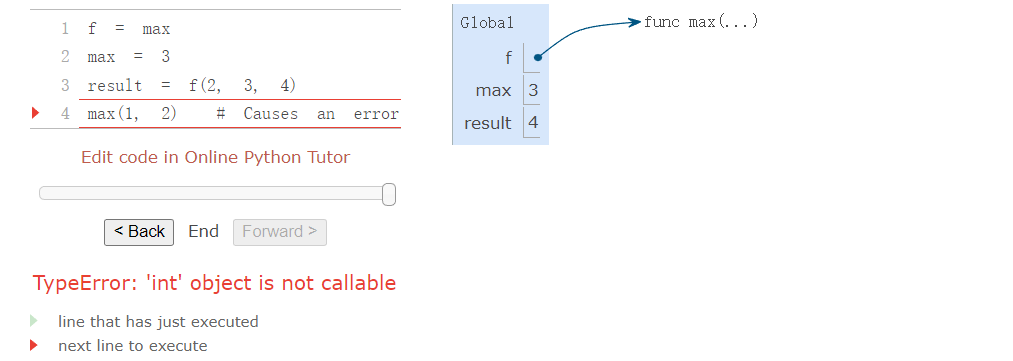 1 f = max
2 max = 3
3 result = f(2, 3, 4)
4 max(1, 2) # Causes an error
Edit code in Online Python Tutor
< Back End Forward >
TypeError: 'int' object is not callable
line that has just executed
next line to execute
Global
f
max 3
result 4
func max(...)